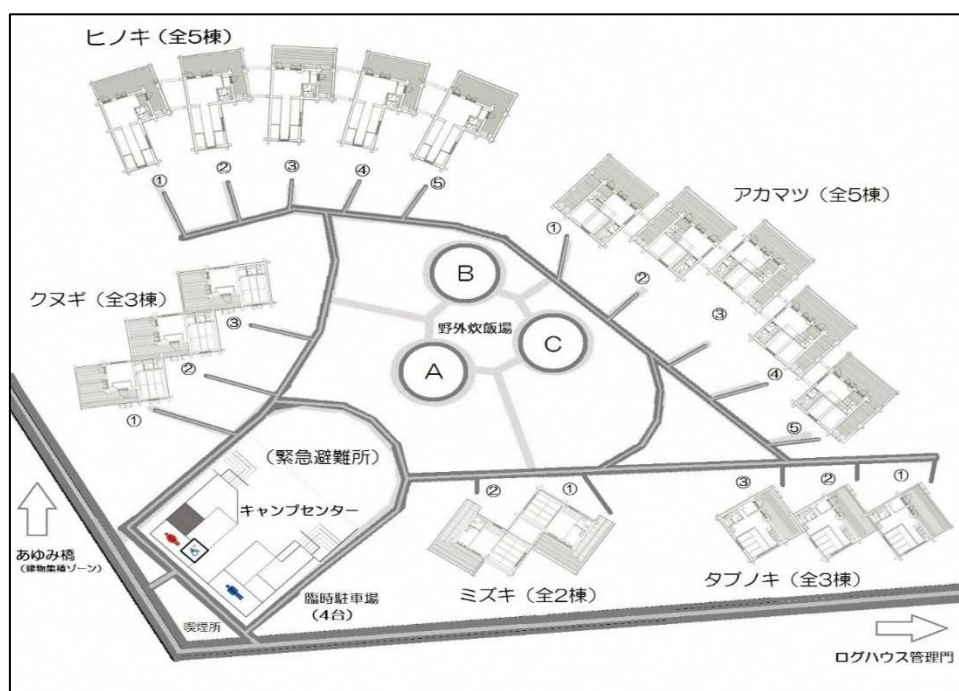 ヒノキ（全5棟）
①
②
③
④
⑤
アカマツ（全5棟）
①
②
③
④
⑤
クヌギ（全3棟）
③
②
①
B
野外炊飯場
C
A
（緊急避難所）
キャンプセンター
臨時駐車場
（4台）
喫煙所
あゆみ橋
（建物集積ゾーン）
②
①
ミズキ（全2棟）
③
②
①
タブノキ（全3棟）
ログハウス管理門